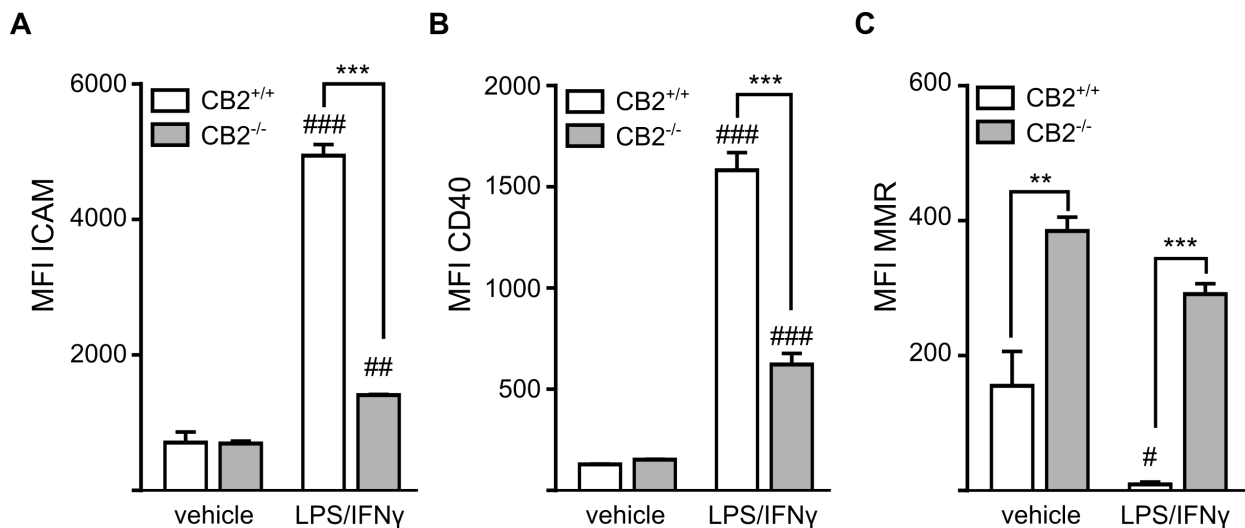 A
MFI ICAM
6000
4000
2000
CB2+/+
CB2-/-
###
***
##
vehicle
LPS/IFNγ
B
MFI CD40
2000
1500
1000
500
CB2+/+
CB2-/-
###
***
###
vehicle
LPS/IFNγ
C
MFI MMR
600
400
200
CB2+/+
CB2-/-
**
***
#
vehicle
LPS/IFNγ